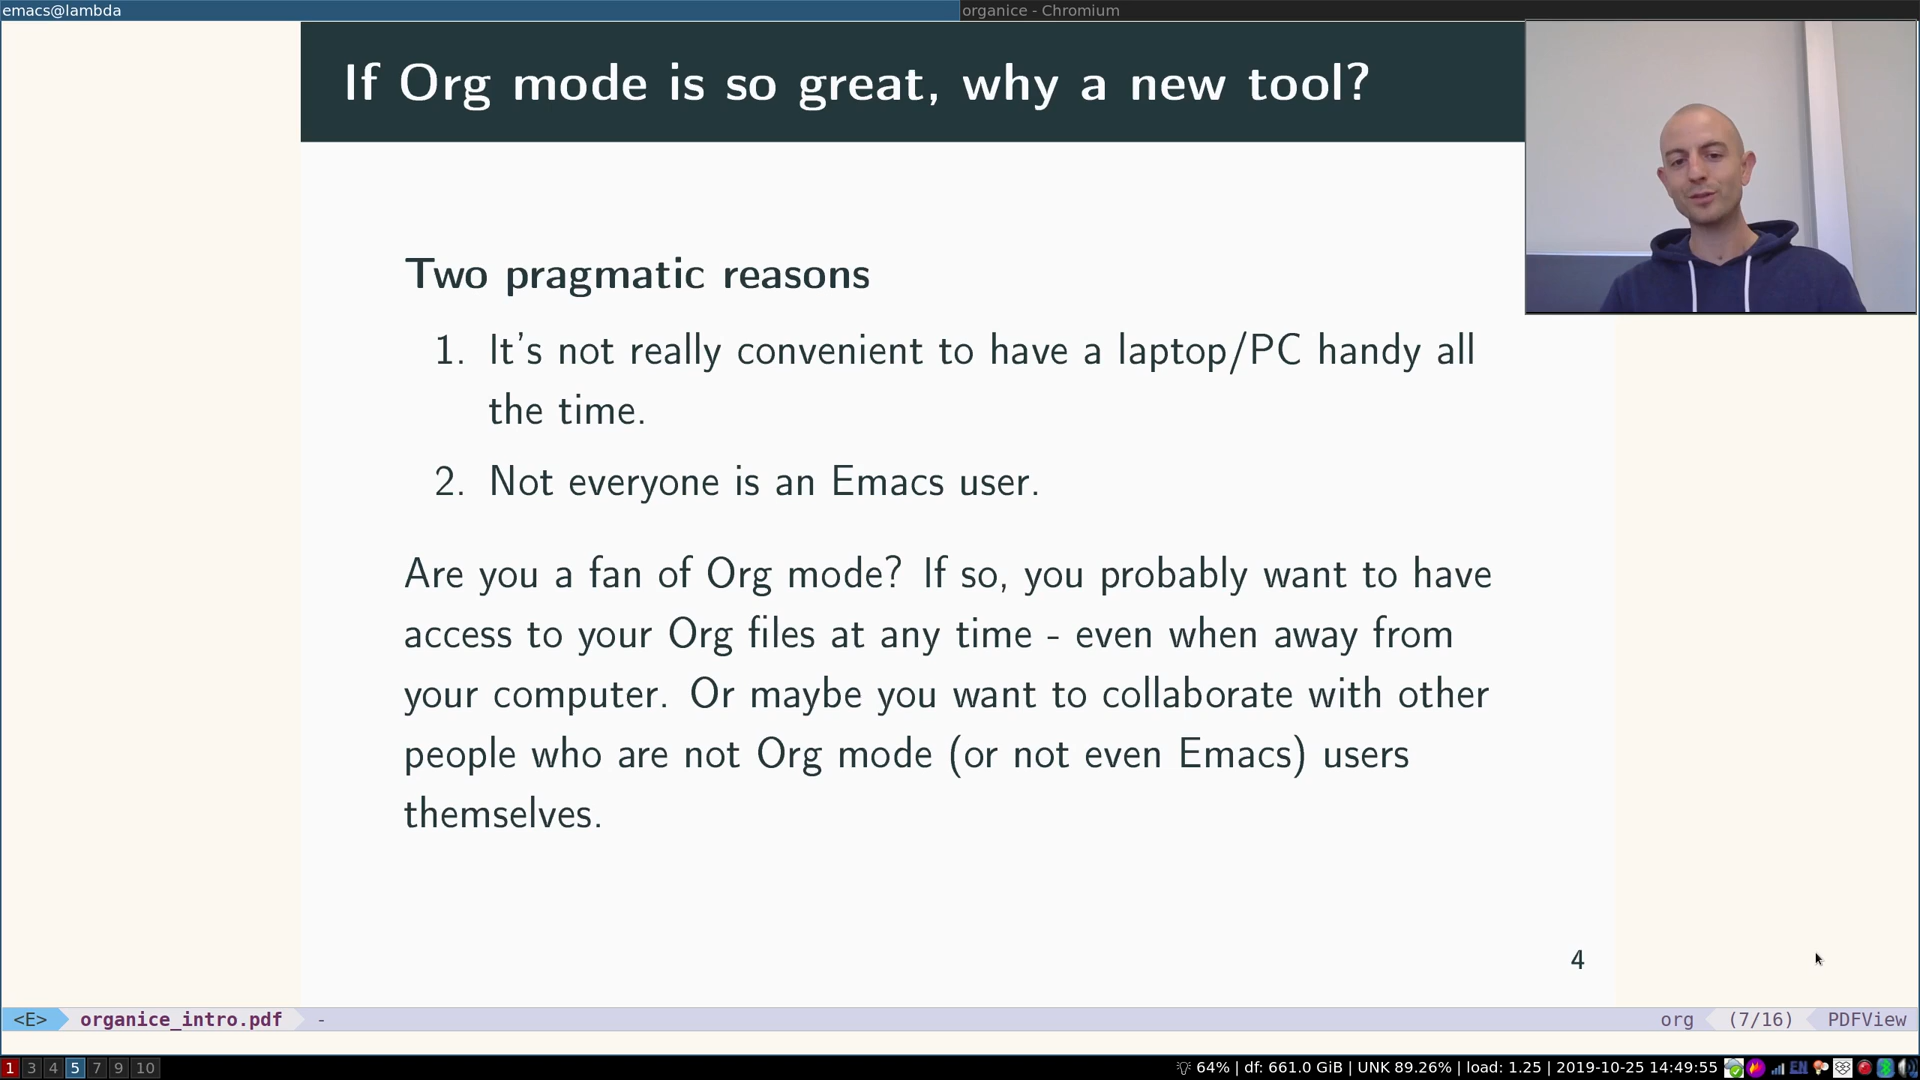 emacs@lambda
organice - Chromium
If Org mode is so great, why a new tool?
Two pragmatic reasons
1. It's not really convenient to have a laptop/PC handy all
the time.
2. Not everyone is an Emacs user.
Are you a fan of Org mode? If so, you probably want to have
access to your Org files at any time - even when away from
your computer. Or maybe you want to collaborate with other
people who are not Org mode (or not even Emacs) users
themselves.
4
<E> organice_intro.pdf - org (7/16) PDFView
1 3 4 5 7 9 10 64% | df: 661.0 GiB | UNK 89.26% | load: 1.25 | 2019-10-25 14:49:55 EN